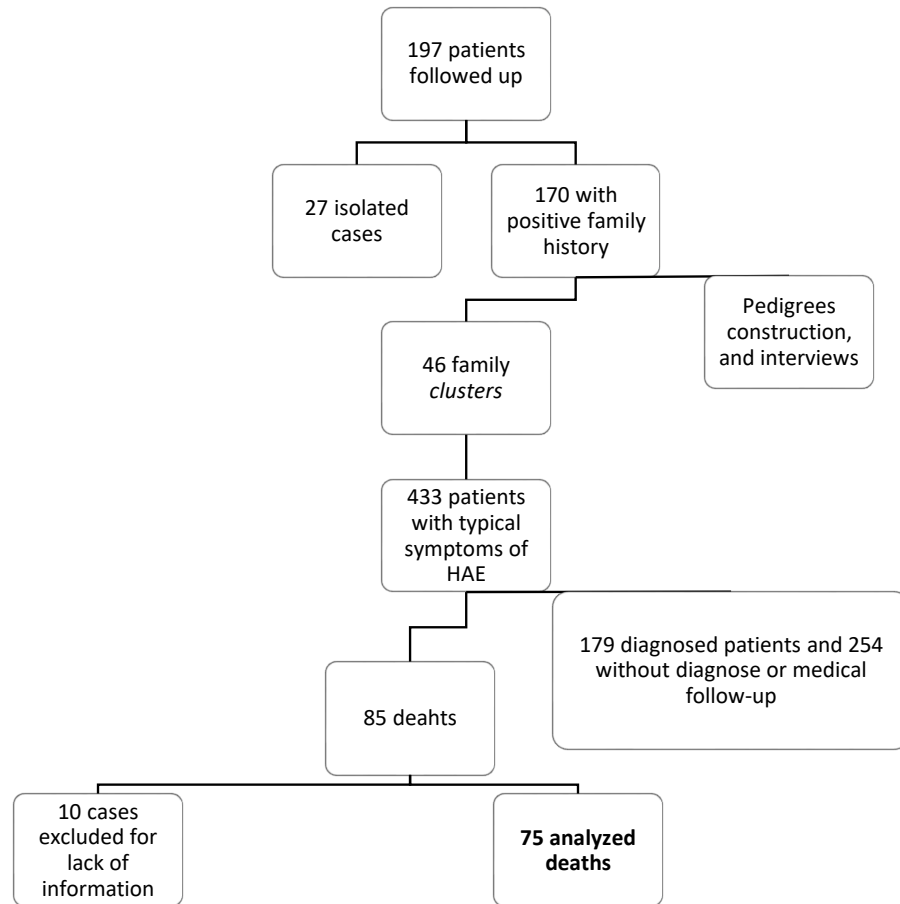 197 patients
followed up
27 isolated
cases
170 with
positive family
history
Pedigrees
construction,
and interviews
46 family
clusters
433 patients
with typical
symptoms of
HAE
179 diagnosed patients and 254
without diagnose or medical
follow-up
85 deahts
10 cases
excluded for
lack of
information
75 analyzed
deaths